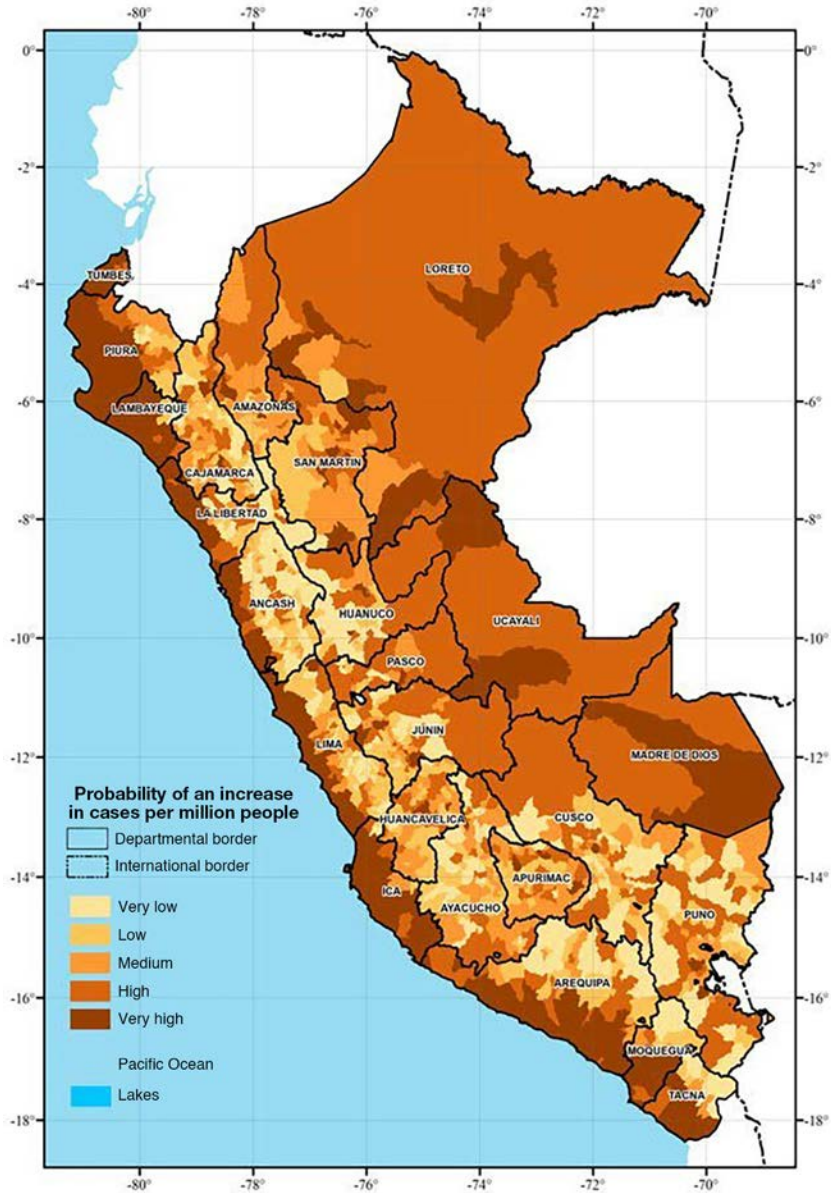 -80° -78° -76° -74° -72° -70°
0° 0°
-2° -2°
-4° -4°
-6° -6°
-8° -8°
-10° -10°
-12° -12°
-14° -14°
-16° -16°
-18° -18°
TUMBES
LORETO
PIURA
LAMBAYEQUE
AMAZONAS
CAJAMARCA
SAN MARTIN
LA LIBERTAD
ANCASH
HUANUCO
UCAYALI
PASCO
JUNIN
LIMA
MADRE DE DIOS
HUANCAVELICA
CUSCO
ICA
APURIMAC
AYACUCHO
PUNO
AREQUIPA
MOQUEGUA
TACNA
Probability of an increase
in cases per million people
Departmental border
International border
Very low
Low
Medium
High
Very high
Pacific Ocean
Lakes
-80° -78° -76° -74° -72° -70°